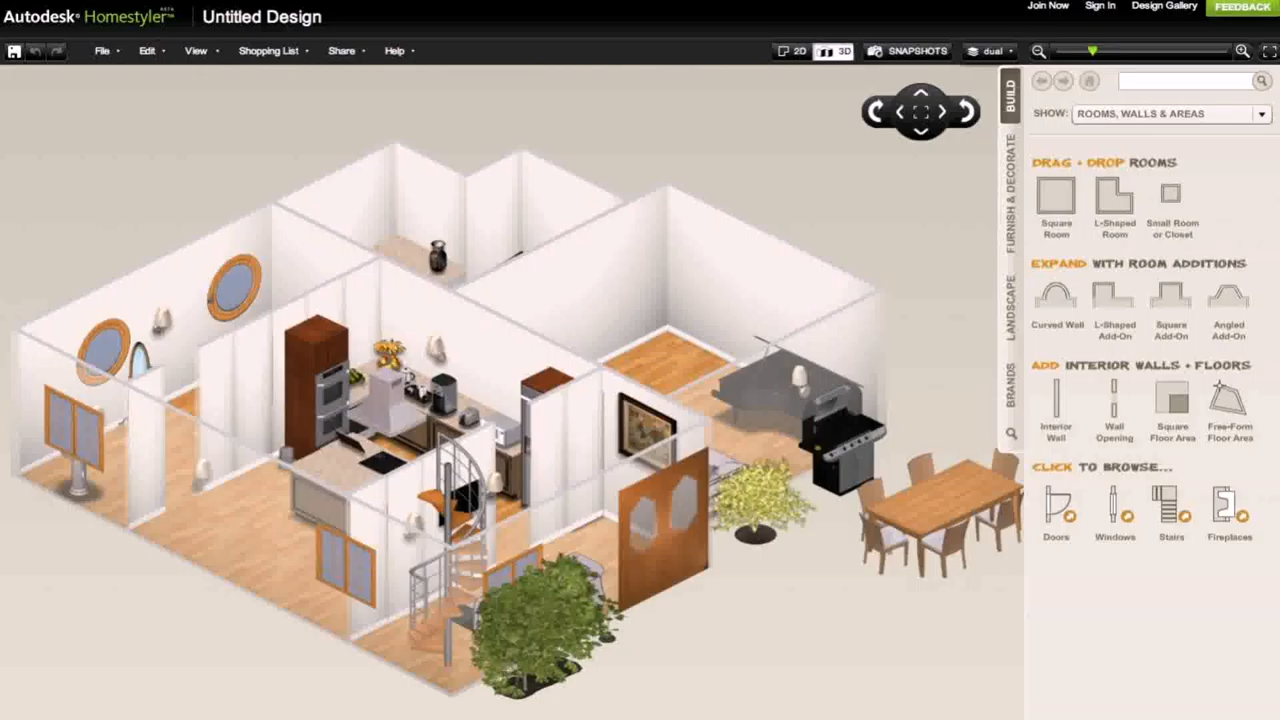 Autodesk® Homestyler™ BETA
Untitled Design
Join Now
Sign In
Design Gallery
FEEDBACK
File
Edit
View
Shopping List
Share
Help
2D
3D
SNAPSHOTS
dual
BUILD
FURNISH & DECORATE
LANDSCAPE
BRANDS
SHOW:
ROOMS, WALLS & AREAS
DRAG + DROP ROOMS
Square
Room
L-Shaped
Room
Small Room
or Closet
EXPAND WITH ROOM ADDITIONS
Curved Wall
L-Shaped
Add-On
Square
Add-On
Angled
Add-On
ADD INTERIOR WALLS + FLOORS
Interior
Wall
Wall
Opening
Square
Floor Area
Free-Form
Floor Area
CLICK TO BROWSE...
Doors
Windows
Stairs
Fireplaces